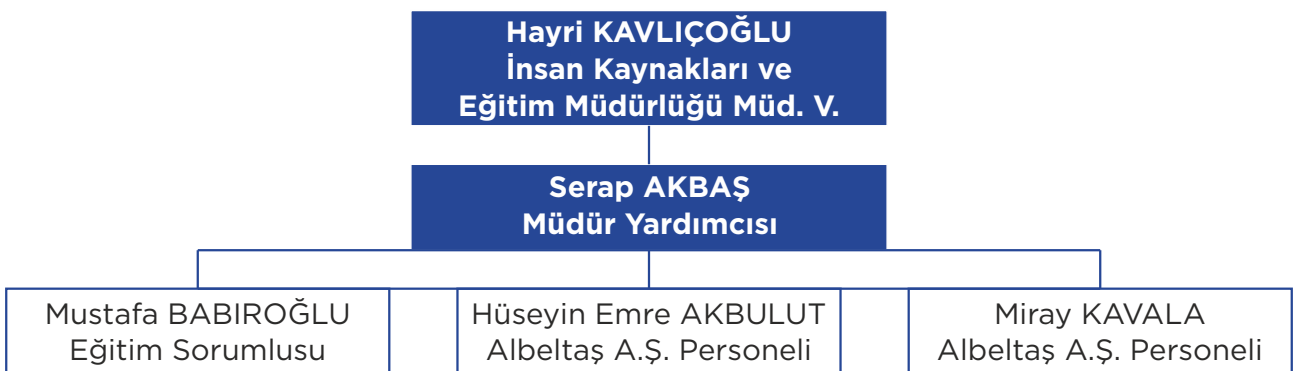 Hayri KAVLIÇOĞLU
İnsan Kaynakları ve
Eğitim Müdürlüğü Müd. V.
Serap AKBAŞ
Müdür Yardımcısı
Mustafa BABIROĞLU
Eğitim Sorumlusu
Hüseyin Emre AKBULUT
Albeltaş A.Ş. Personeli
Miray KAVALA
Albeltaş A.Ş. Personeli